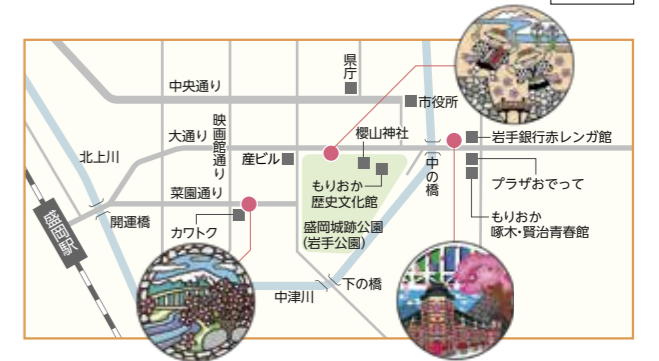 県庁
中央通り
市役所
映画館通り
大通り
櫻山神社
岩手銀行赤レンガ館
北上川
産ビル
中の橋
もりおか
歴史文化館
プラザおでって
菜園通り
盛岡駅
開運橋
カワトク
盛岡城跡公園
(岩手公園)
もりおか
啄木・賢治青春館
中津川
下の橋